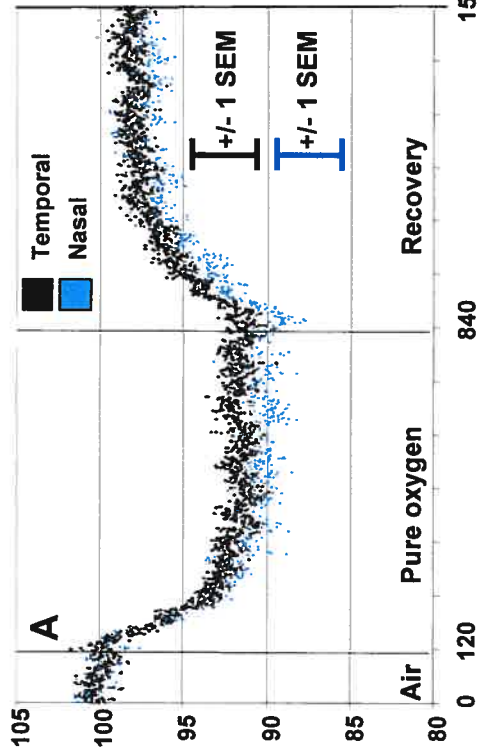 A
Temporal
Nasal
+/- 1 SEM
+/- 1 SEM
105
100
95
90
85
80
Air
Pure oxygen
Recovery
0
120
840